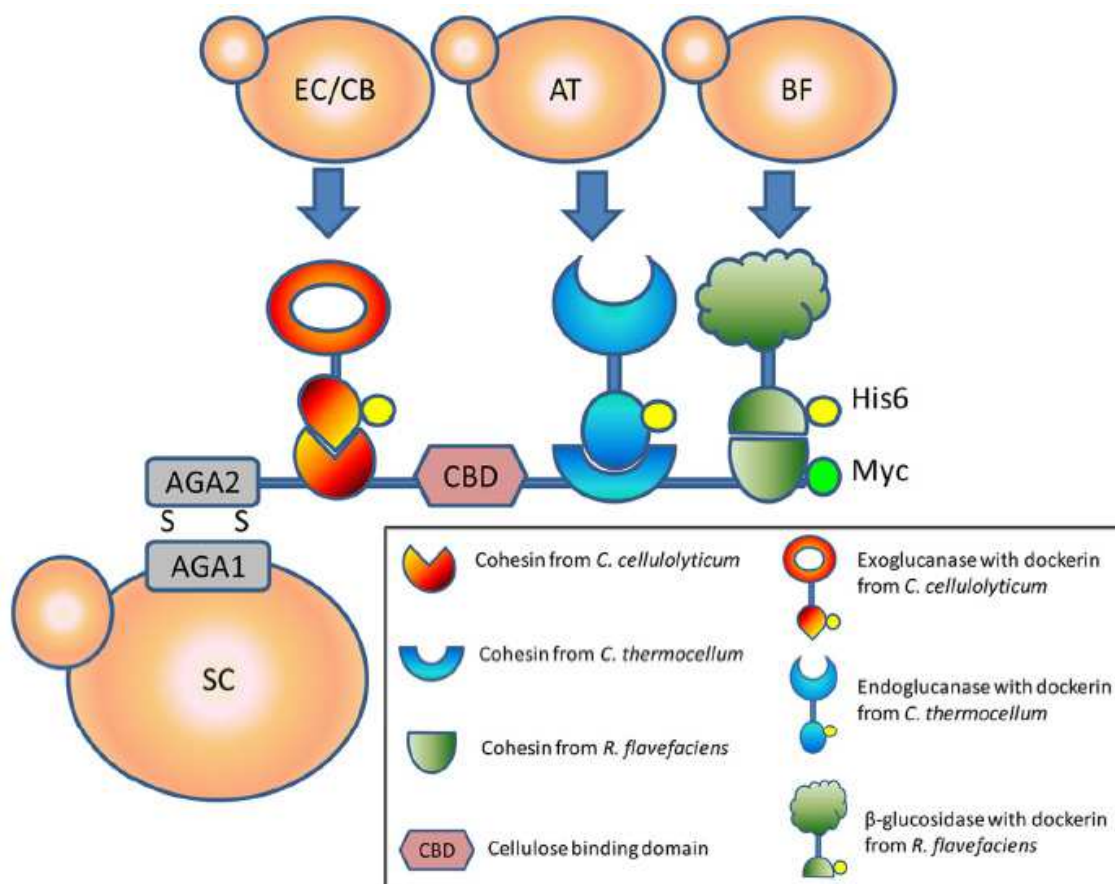 EC/CB
AT
BF
His6
Myc
CBD
AGA2
S S
AGA1
SC
Cohesin from C. cellulolyticum
Cohesin from C. thermocellum
Cohesin from R. flavefaciens
CBD
Cellulose binding domain
Exoglucanase with dockerin
from C. cellulolyticum
Endoglucanase with dockerin
from C. thermocellum
β-glucosidase with dockerin
from R. flavefaciens